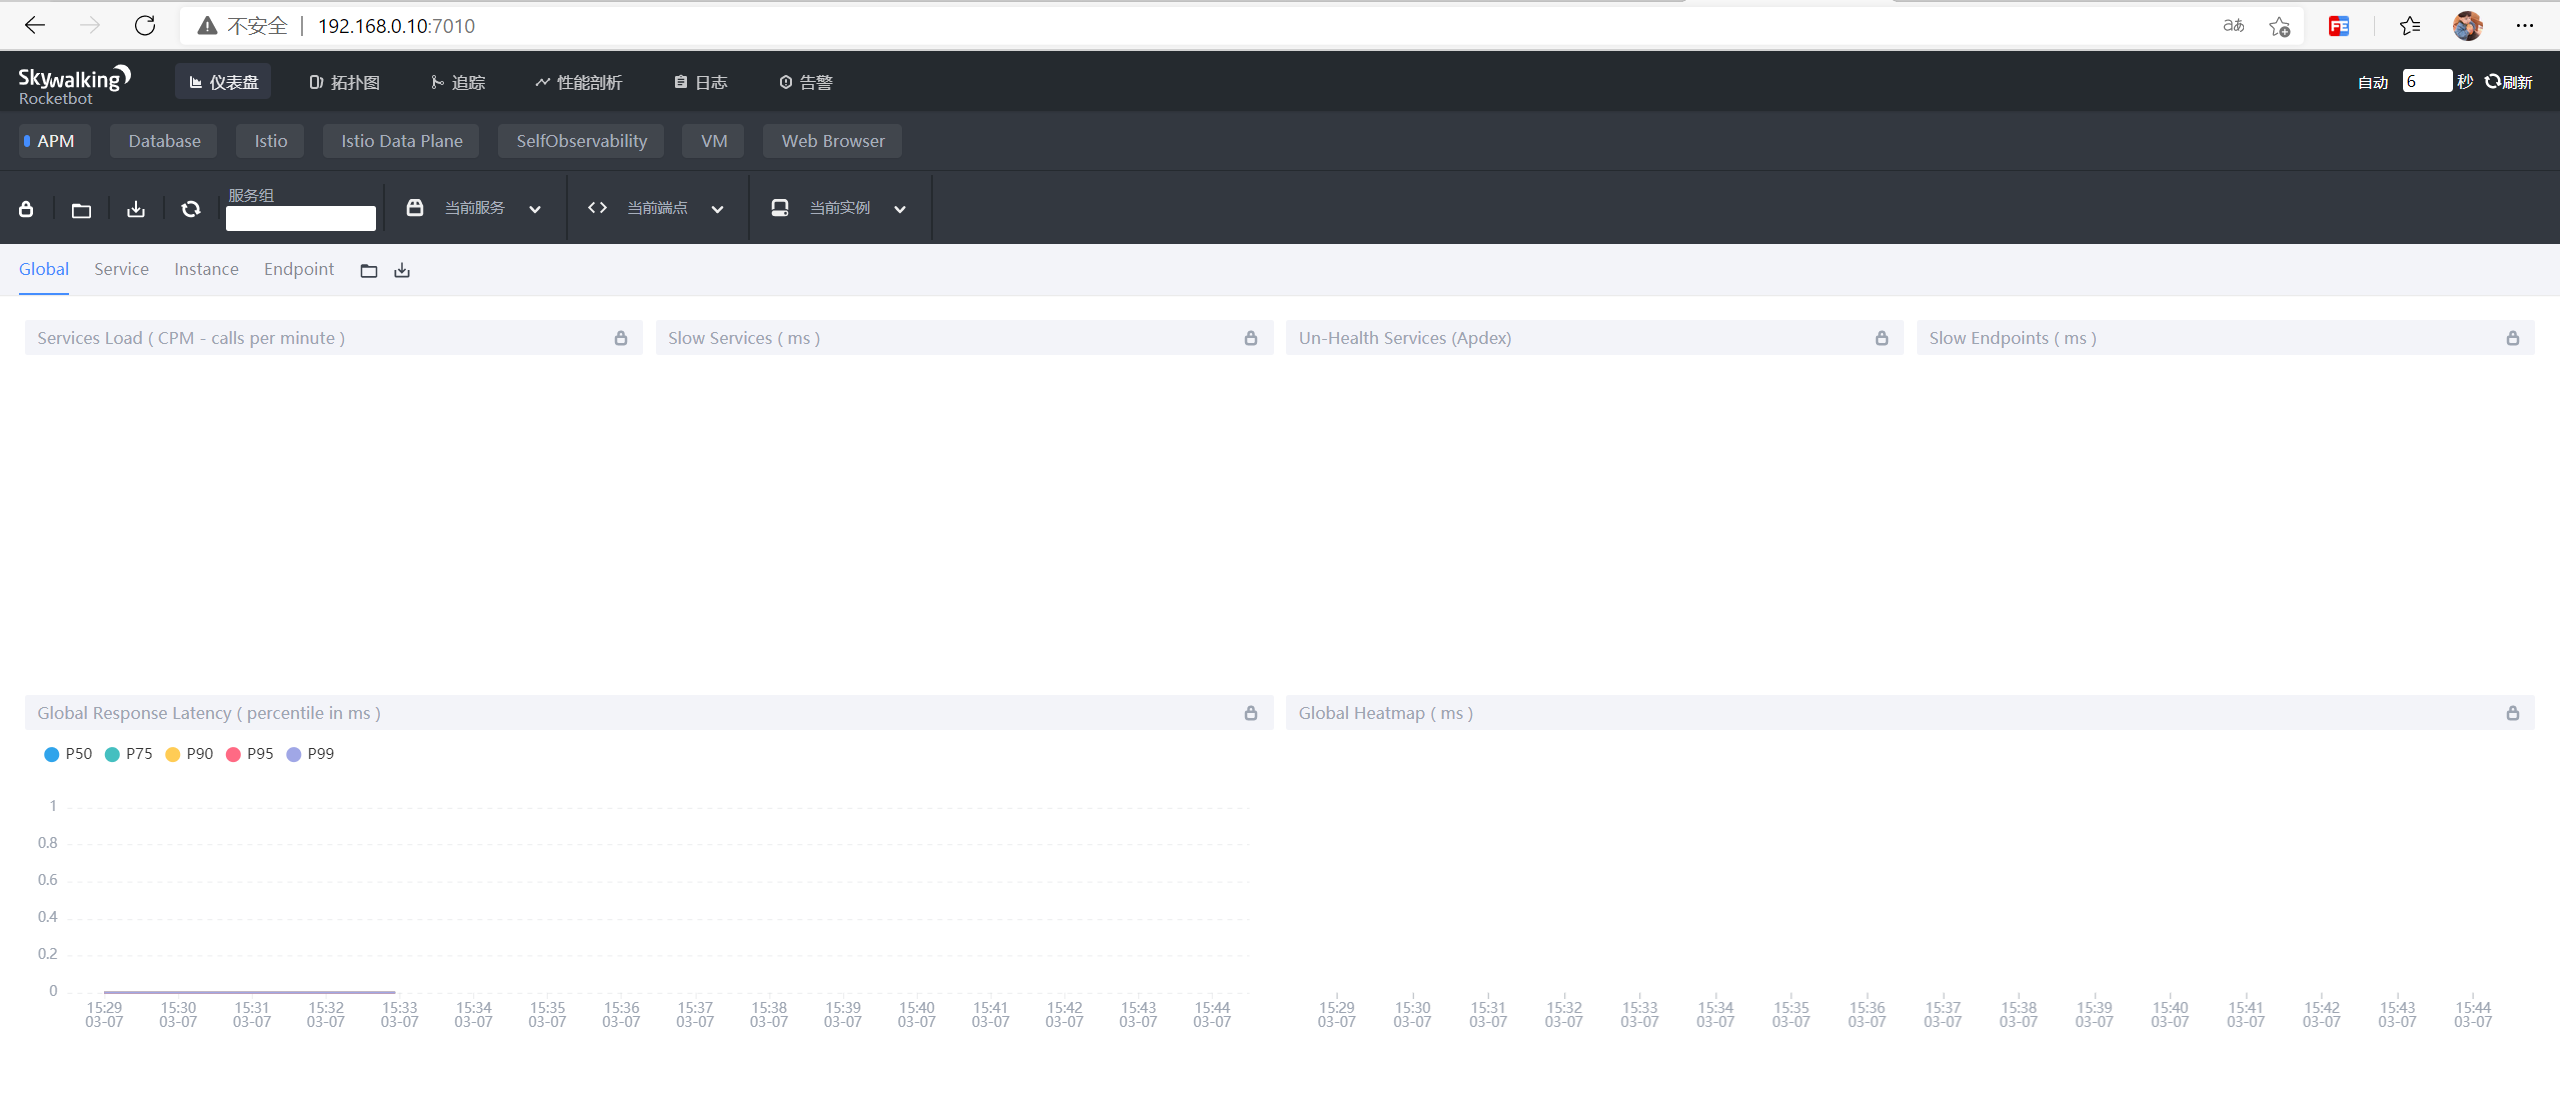 不安全 | 192.168.0.10:7010 aあ FE
Skywalking
Rocketbot
仪表盘 拓扑图 追踪 性能剖析 日志 告警 自动 6 秒 刷新
APM Database Istio Istio Data Plane SelfObservability VM Web Browser
服务组
当前服务 当前端点 当前实例
Global Service Instance Endpoint
Services Load ( CPM - calls per minute ) Slow Services ( ms ) Un-Health Services (Apdex) Slow Endpoints ( ms )
Global Response Latency ( percentile in ms ) Global Heatmap ( ms )
P50 P75 P90 P95 P99
1
0.8
0.6
0.4
0.2
0
15:29 15:30 15:31 15:32 15:33 15:34 15:35 15:36 15:37 15:38 15:39 15:40 15:41 15:42 15:43 15:44
03-07 03-07 03-07 03-07 03-07 03-07 03-07 03-07 03-07 03-07 03-07 03-07 03-07 03-07 03-07 03-07
15:29 15:30 15:31 15:32 15:33 15:34 15:35 15:36 15:37 15:38 15:39 15:40 15:41 15:42 15:43 15:44
03-07 03-07 03-07 03-07 03-07 03-07 03-07 03-07 03-07 03-07 03-07 03-07 03-07 03-07 03-07 03-07